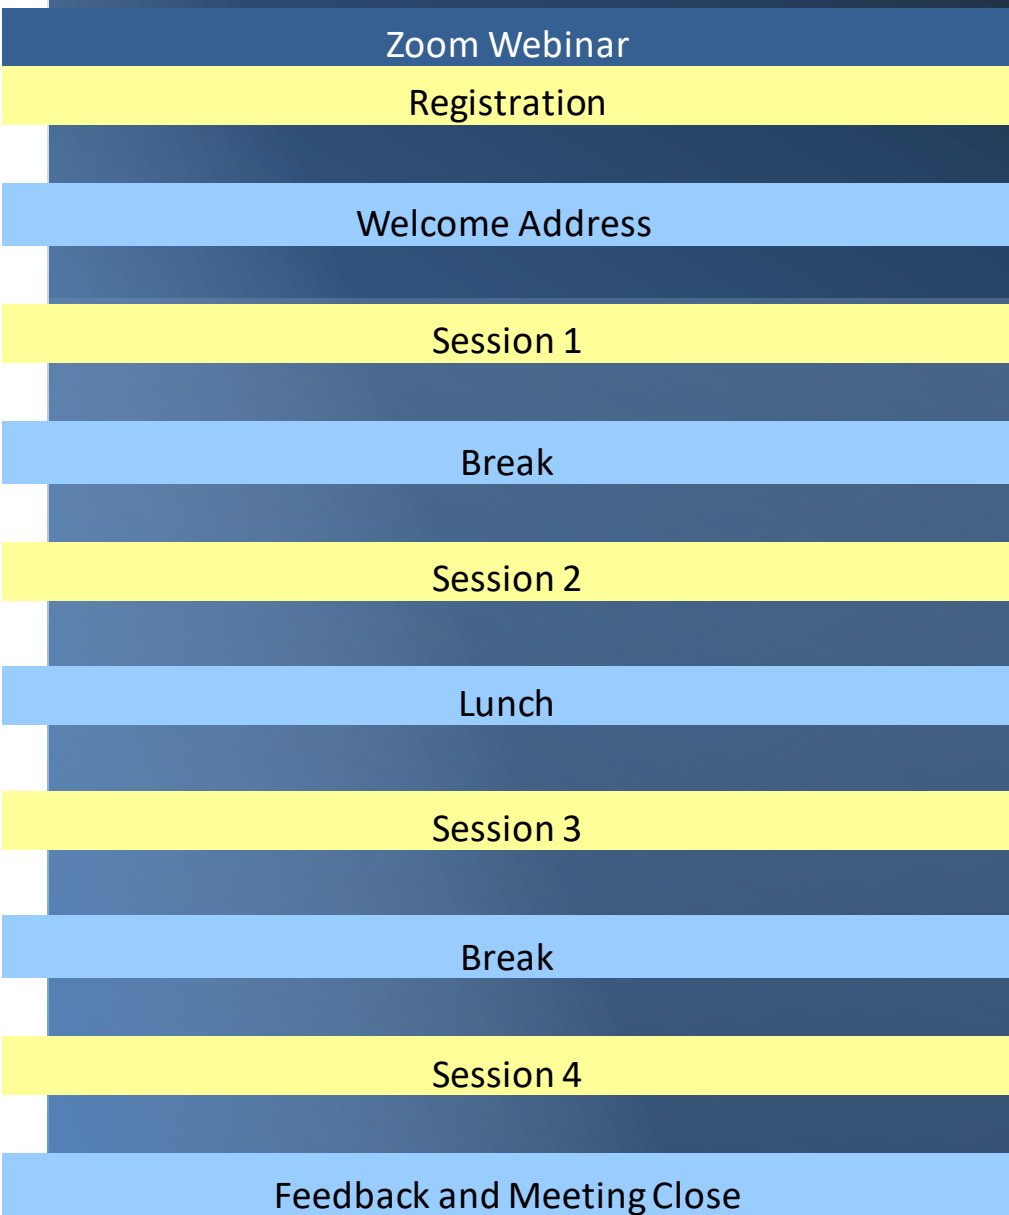 Zoom Webinar
Registration
Welcome Address
Session 1
Break
Session 2
Lunch
Session 3
Break
Session 4
Feedback and Meeting Close